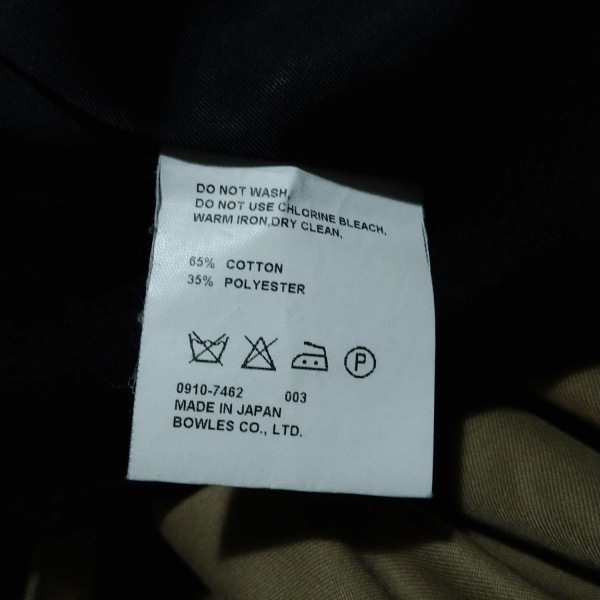 DO NOT WASH,
DO NOT USE CHLORINE BLEACH,
WARM IRON,DRY CLEAN,
65% COTTON
35% POLYESTER
P
0910-7462 003
MADE IN JAPAN
BOWLES CO., LTD.